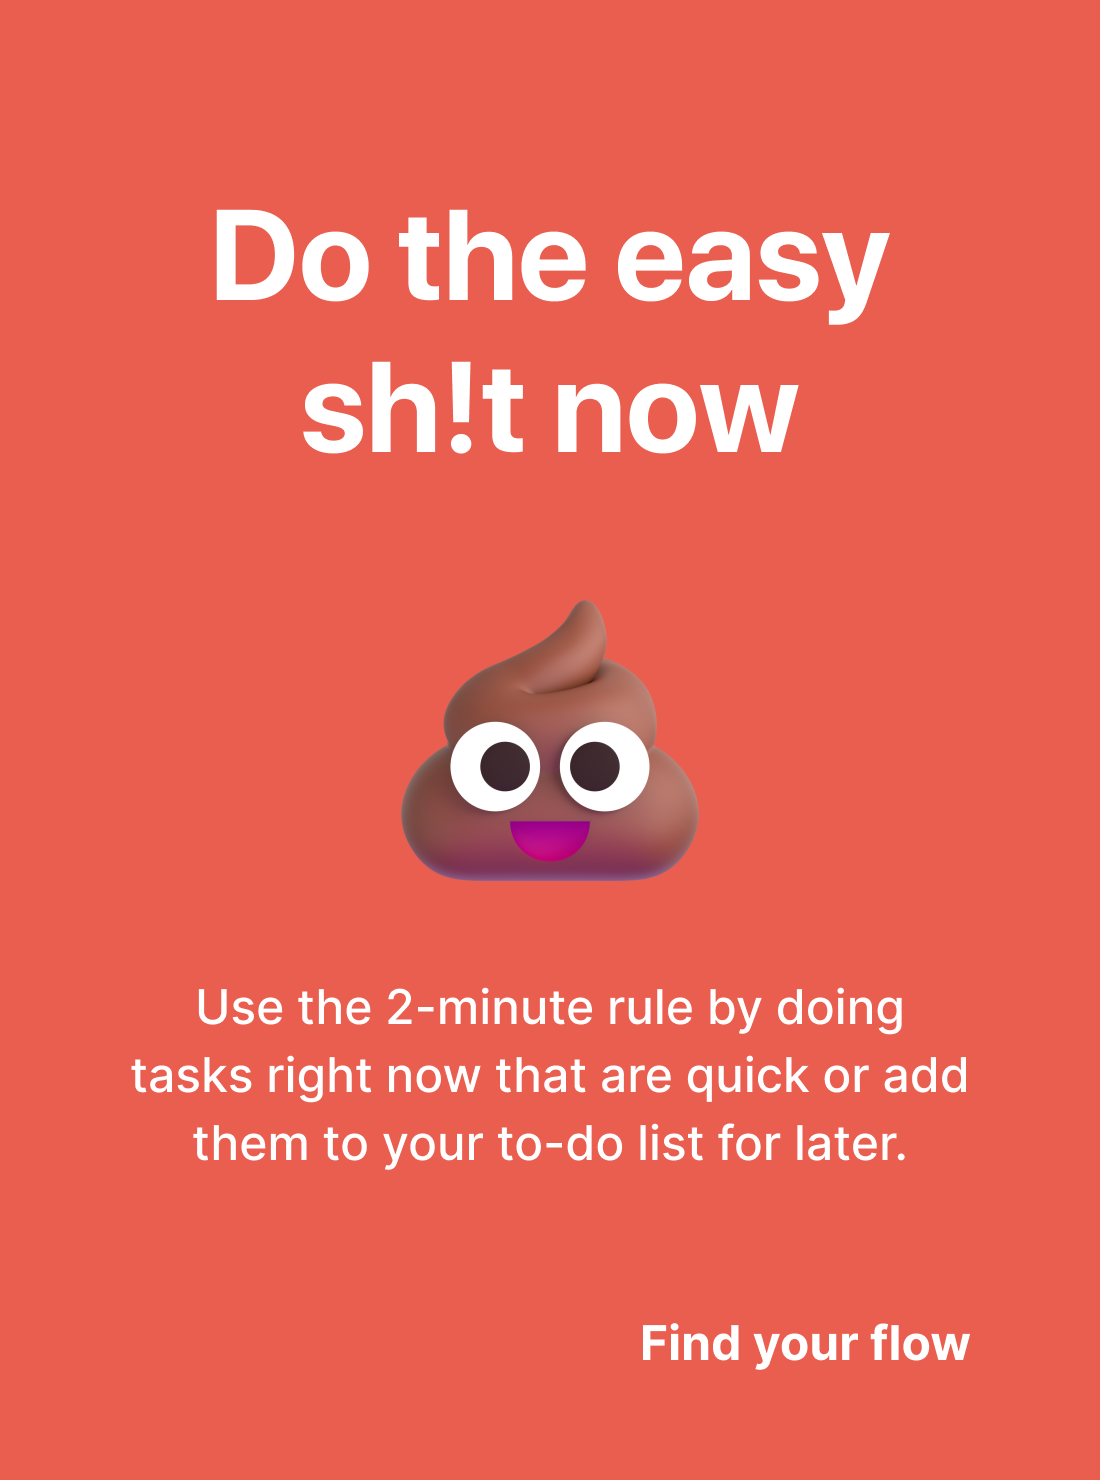 Do the easy
sh!t now
Use the 2-minute rule by doing
tasks right now that are quick or add
them to your to-do list for later.
Find your flow